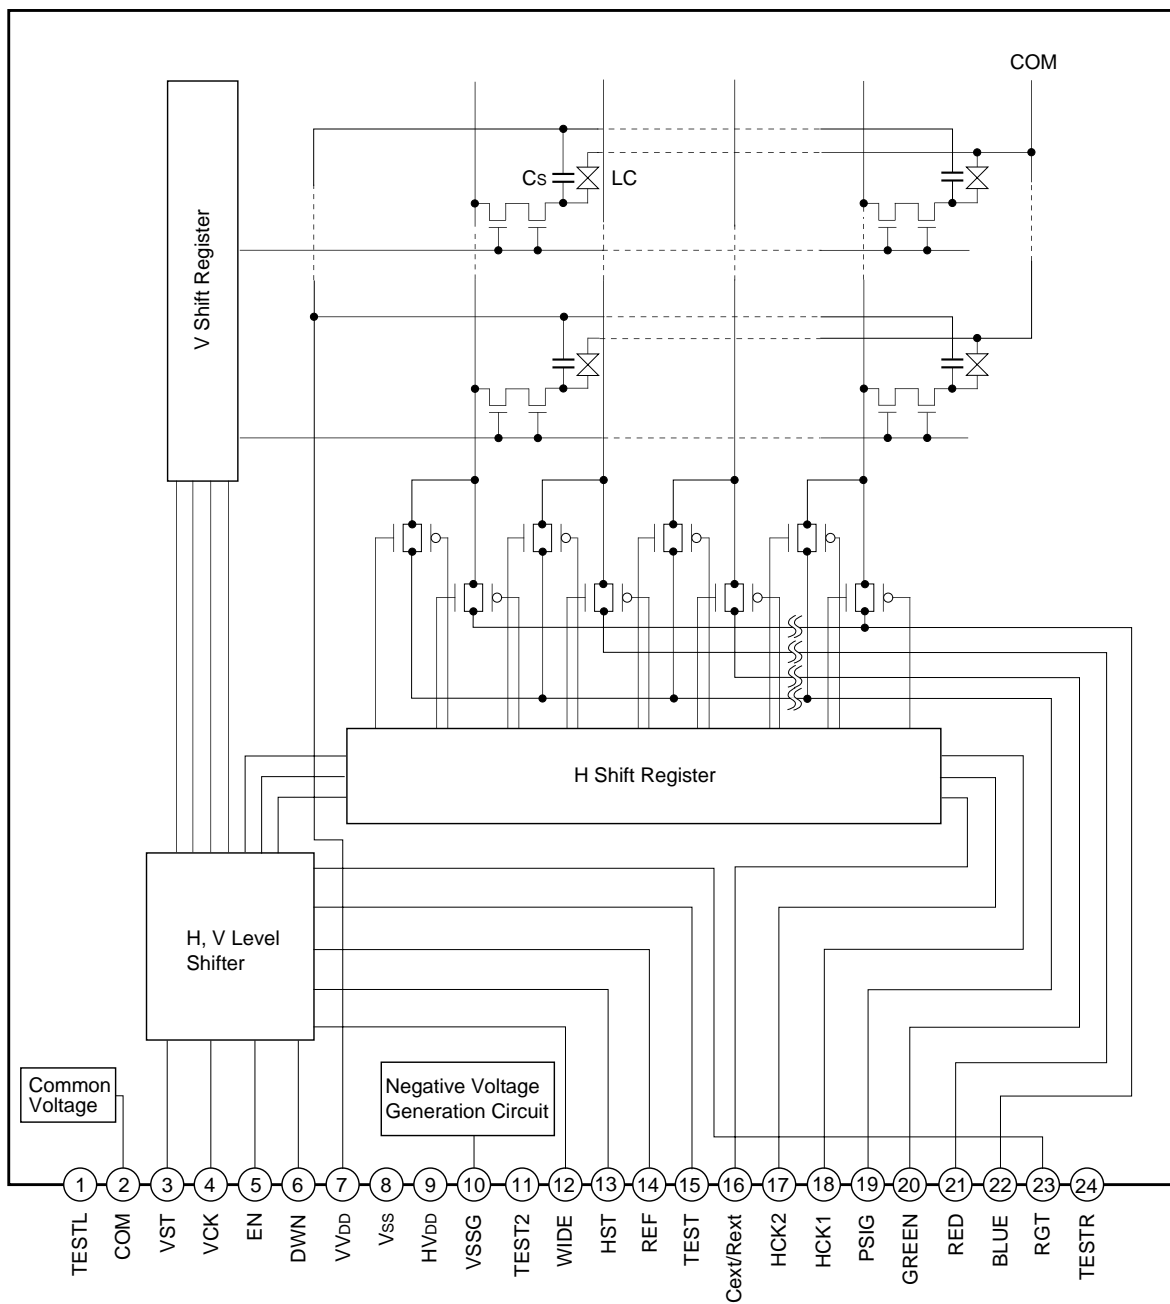 COM
V Shift Register
Cs
LC
H Shift Register
H, V Level
Shifter
Common
Voltage
Negative Voltage
Generation Circuit
1
2
3
4
5
6
7
8
9
10
11
12
13
14
15
16
17
18
19
20
21
22
23
24
TESTL
COM
VST
VCK
EN
DWN
VVDD
VSS
HVDD
VSSG
TEST2
WIDE
HST
REF
TEST
Cext/Rext
HCK2
HCK1
PSIG
GREEN
RED
BLUE
RGT
TESTR